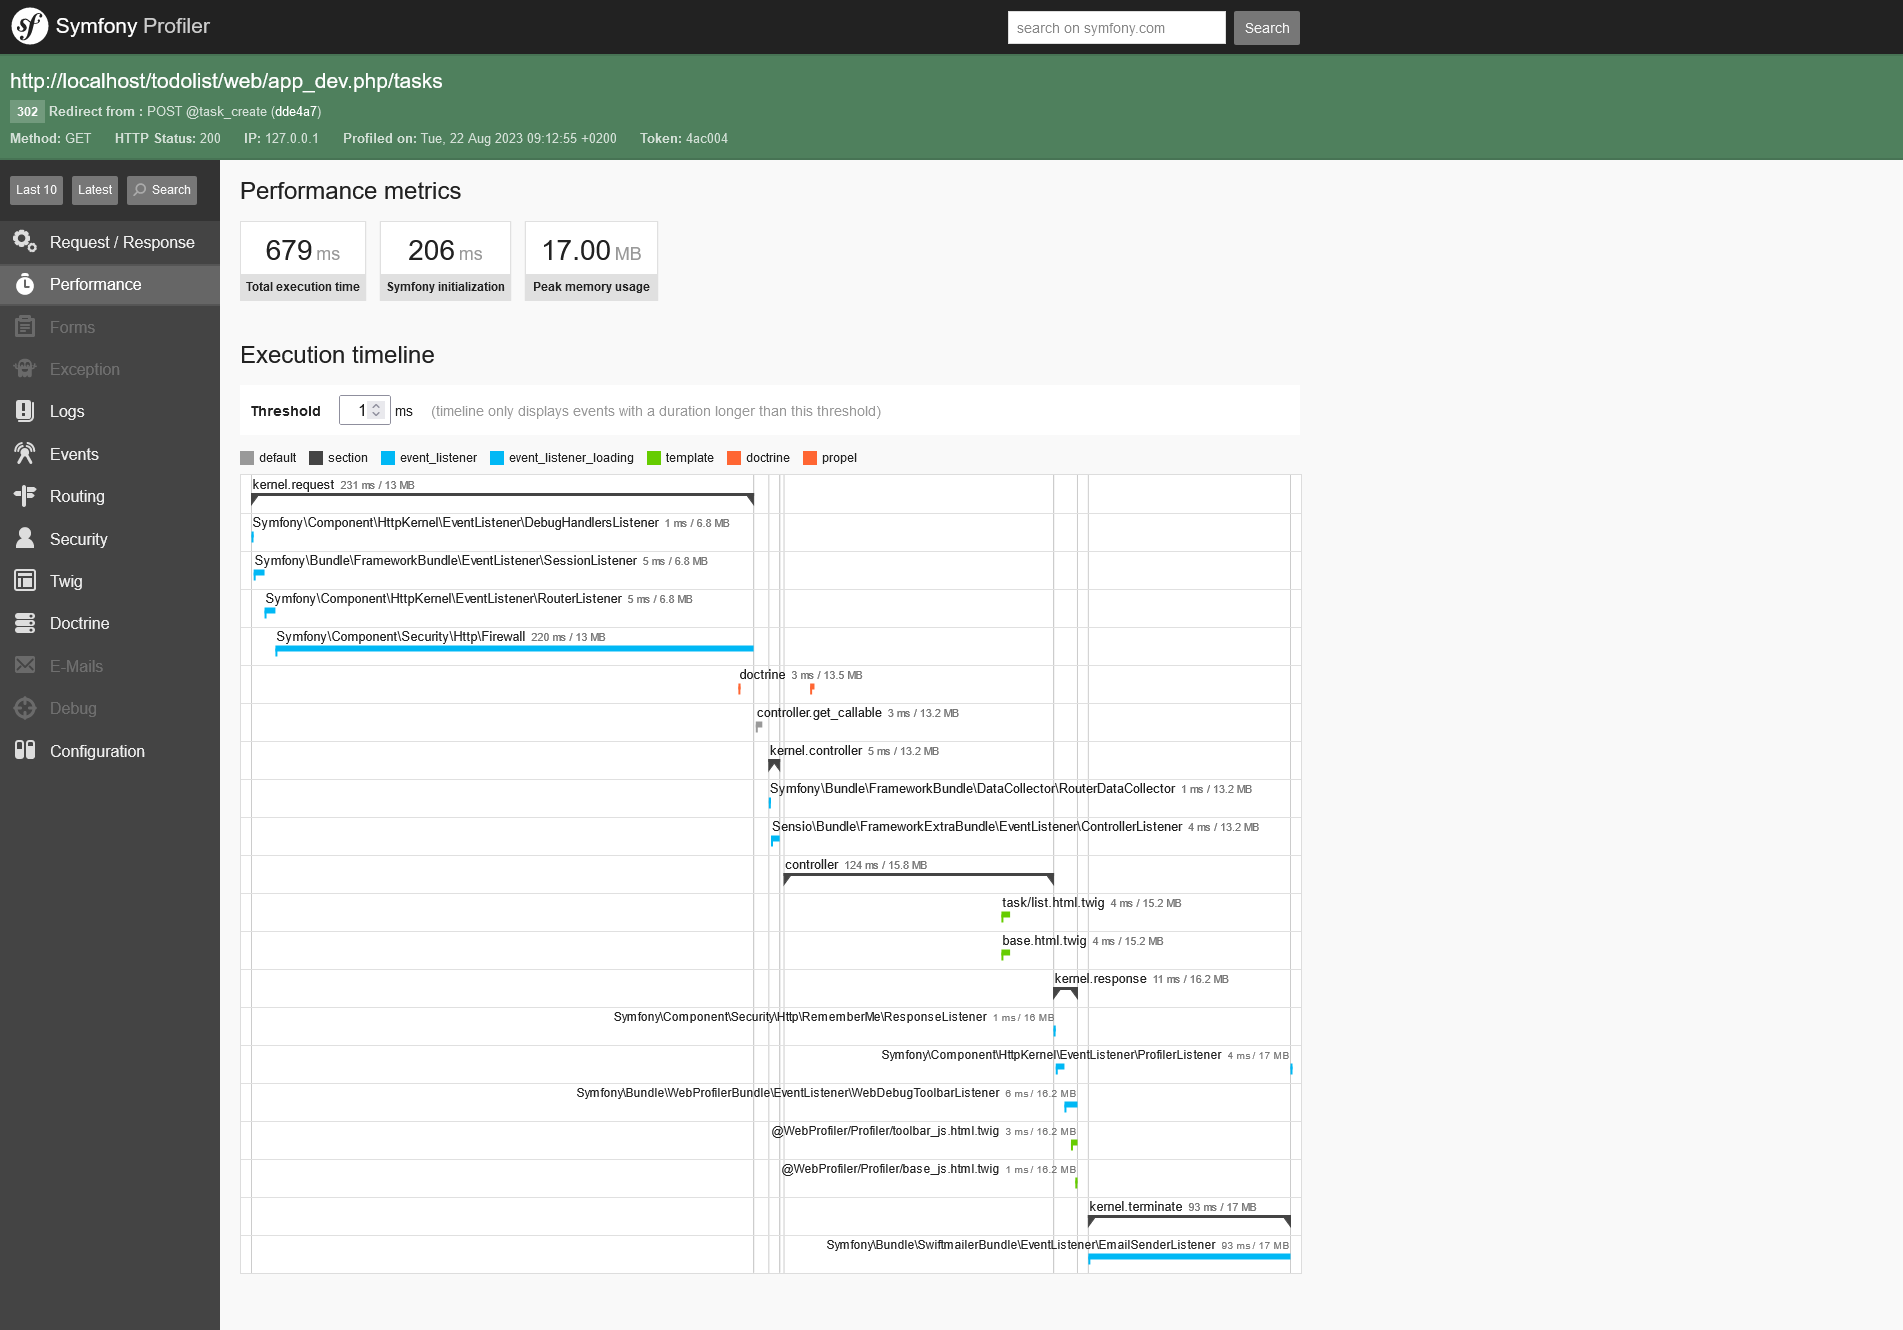 sf Symfony Profiler
search on symfony.com Search
http://localhost/todolist/web/app_dev.php/tasks
302 Redirect from : POST @task_create (dde4a7)
Method: GET HTTP Status: 200 IP: 127.0.0.1 Profiled on: Tue, 22 Aug 2023 09:12:55 +0200 Token: 4ac004
Last 10 Latest Search
Request / Response
Performance
Forms
Exception
Logs
Events
Routing
Security
Twig
Doctrine
E-Mails
Debug
Configuration
Performance metrics
679 ms 206 ms 17.00 MB
Total execution time Symfony initialization Peak memory usage
Execution timeline
Threshold 1 ms (timeline only displays events with a duration longer than this threshold)
default section event_listener event_listener_loading template doctrine propel
kernel.request 231 ms / 13 MB
Symfony\Component\HttpKernel\EventListener\DebugHandlersListener 1 ms / 6.8 MB
Symfony\Bundle\FrameworkBundle\EventListener\SessionListener 5 ms / 6.8 MB
Symfony\Component\HttpKernel\EventListener\RouterListener 5 ms / 6.8 MB
Symfony\Component\Security\Http\Firewall 220 ms / 13 MB
doctrine 3 ms / 13.5 MB
controller.get_callable 3 ms / 13.2 MB
kernel.controller 5 ms / 13.2 MB
Symfony\Bundle\FrameworkBundle\DataCollector\RouterDataCollector 1 ms / 13.2 MB
Sensio\Bundle\FrameworkExtraBundle\EventListener\ControllerListener 4 ms / 13.2 MB
controller 124 ms / 15.8 MB
task/list.html.twig 4 ms / 15.2 MB
base.html.twig 4 ms / 15.2 MB
kernel.response 11 ms / 16.2 MB
Symfony\Component\Security\Http\RememberMe\ResponseListener 1 ms / 16 MB
Symfony\Component\HttpKernel\EventListener\ProfilerListener 4 ms / 17 MB
Symfony\Bundle\WebProfilerBundle\EventListener\WebDebugToolbarListener 6 ms / 16.2 MB
@WebProfiler/Profiler/toolbar_js.html.twig 3 ms / 16.2 MB
@WebProfiler/Profiler/base_js.html.twig 1 ms / 16.2 MB
kernel.terminate 93 ms / 17 MB
Symfony\Bundle\SwiftmailerBundle\EventListener\EmailSenderListener 93 ms / 17 MB